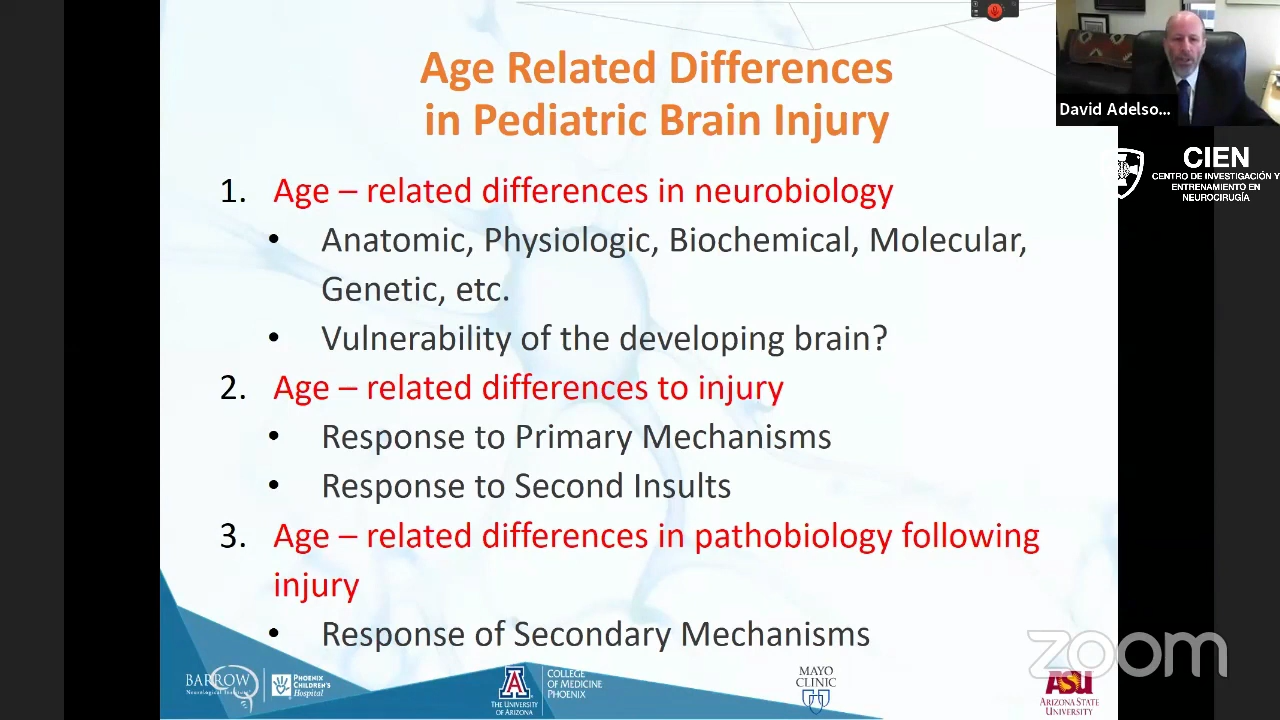 Age Related Differences
in Pediatric Brain Injury
David Adelso...
CIEN
CENTRO DE INVESTIGACIÓN Y
ENTRENAMIENTO EN
NEUROCIRUGÍA
1. Age – related differences in neurobiology
• Anatomic, Physiologic, Biochemical, Molecular,
Genetic, etc.
• Vulnerability of the developing brain?
2. Age – related differences to injury
• Response to Primary Mechanisms
• Response to Second Insults
3. Age – related differences in pathobiology following
injury
• Response of Secondary Mechanisms
zoom
BARROW
Neurological Institute
PHOENIX
CHILDREN'S
Hospital
A
THE UNIVERSITY
OF ARIZONA
COLLEGE
OF MEDICINE
PHOENIX
MAYO
CLINIC
ASU
ARIZONA STATE
UNIVERSITY